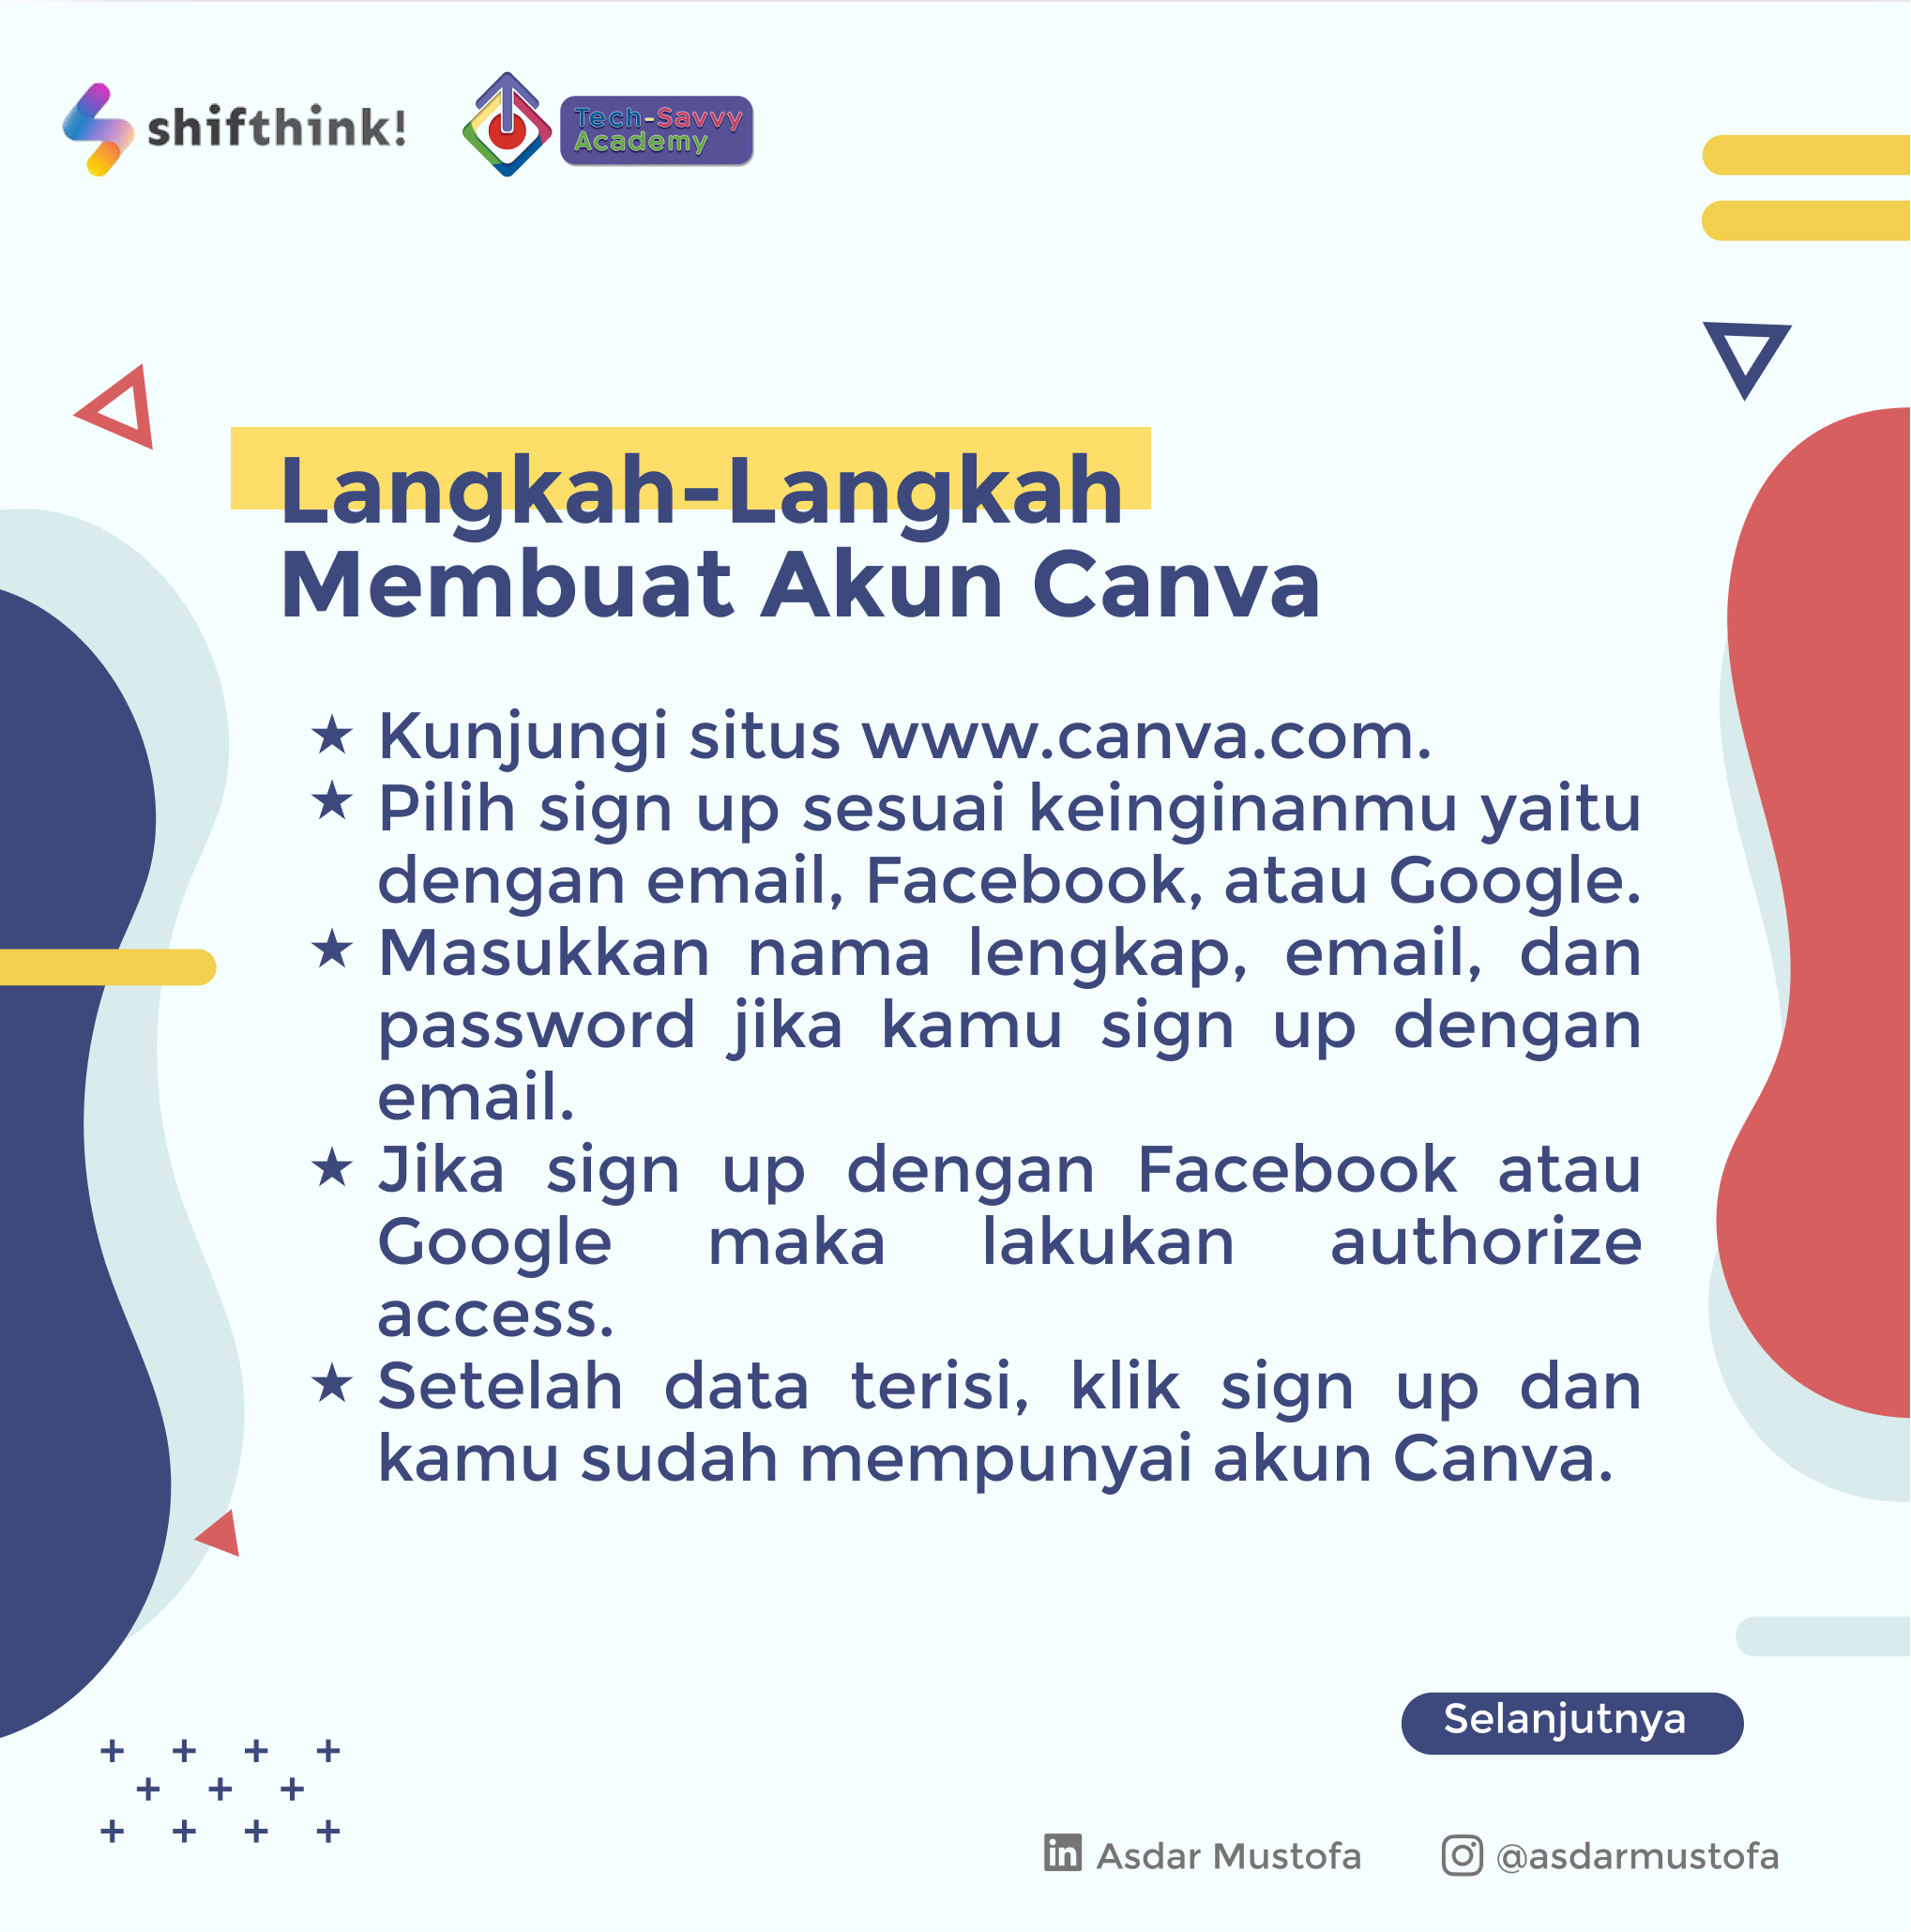 shifthink!
Tech-Savvy
Academy
Langkah-Langkah
Membuat Akun Canva
★ Kunjungi situs www.canva.com.
★ Pilih sign up sesuai keinginanmu yaitu
dengan email, Facebook, atau Google.
★ Masukkan nama lengkap, email, dan
password jika kamu sign up dengan
email.
★ Jika sign up dengan Facebook atau
Google maka lakukan authorize
access.
★ Setelah data terisi, klik sign up dan
kamu sudah mempunyai akun Canva.
Selanjutnya
in Asdar Mustofa
@asdarmustofa